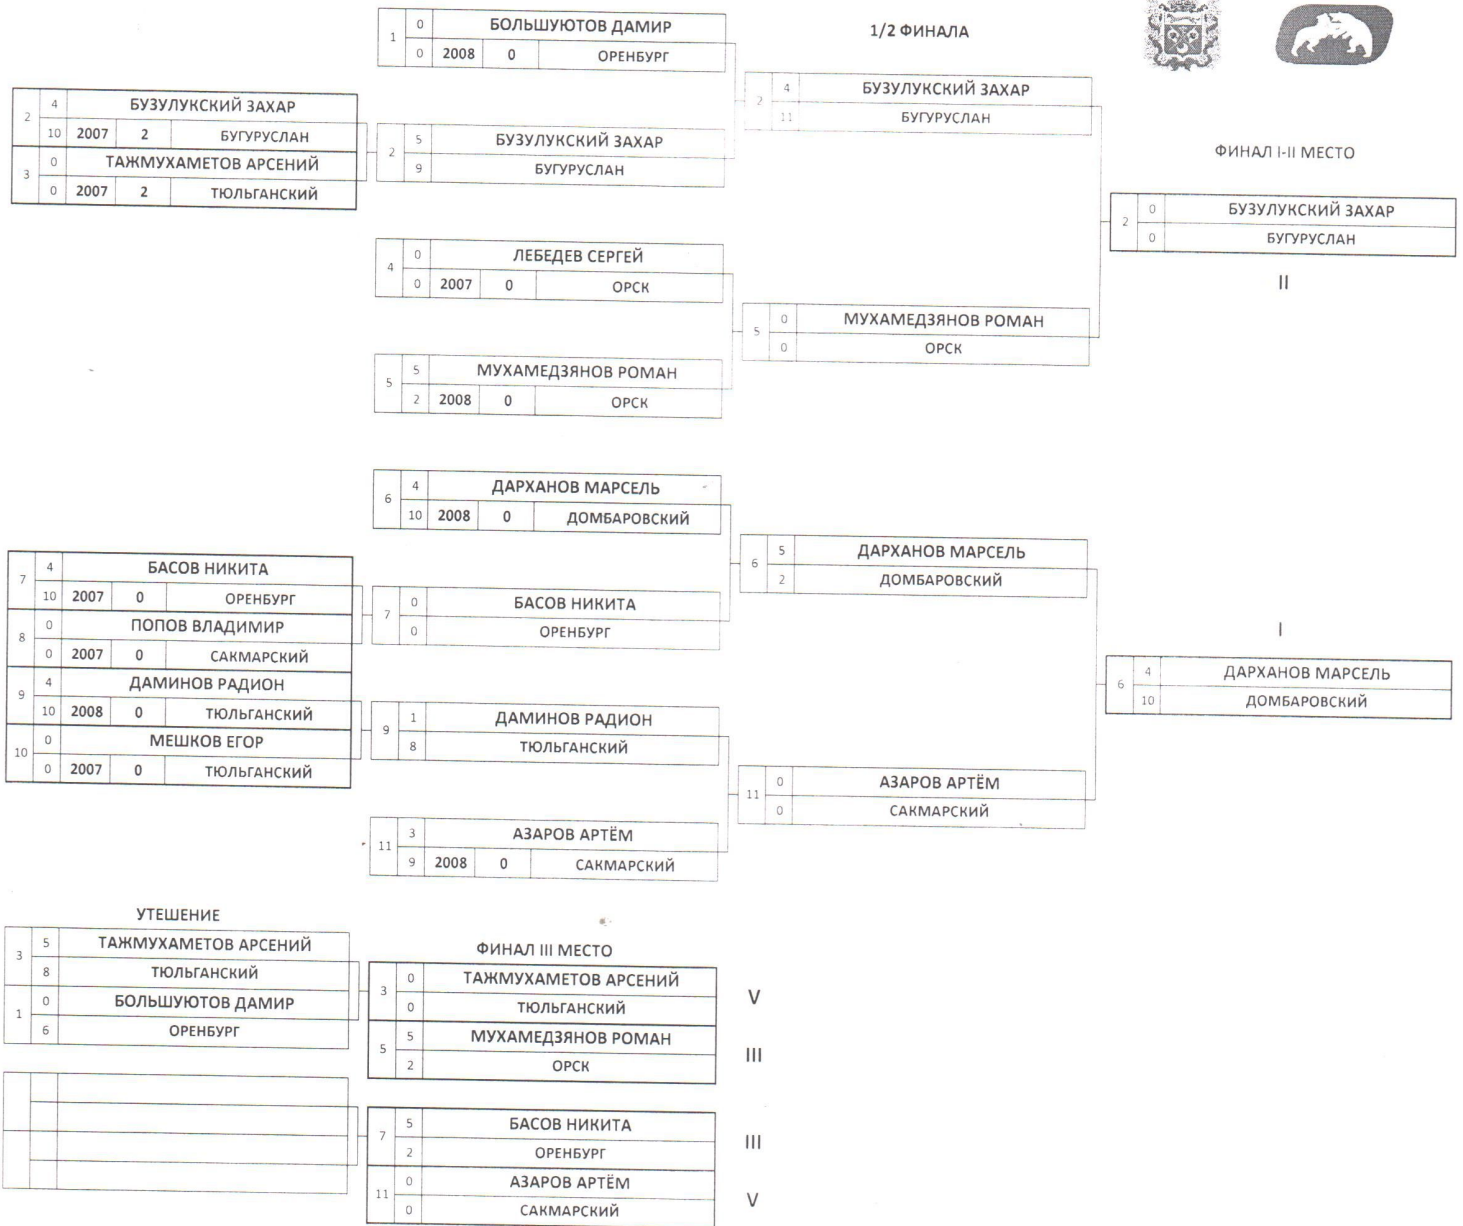 1 0 БОЛЬШУЮТОВ ДАМИР
0 2008 0 ОРЕНБУРГ
2 4 БУЗУЛУКСКИЙ ЗАХАР
10 2007 2 БУГУРУСЛАН
3 0 ТАЖМУХАМЕТОВ АРСЕНИЙ
0 2007 2 ТЮЛЬГАНСКИЙ
2 5 БУЗУЛУКСКИЙ ЗАХАР
9 БУГУРУСЛАН
4 0 ЛЕБЕДЕВ СЕРГЕЙ
0 2007 0 ОРСК
5 5 МУХАМЕДЗЯНОВ РОМАН
2 2008 0 ОРСК
6 4 ДАРХАНОВ МАРСЕЛЬ
10 2008 0 ДОМБАРОВСКИЙ
7 4 БАСОВ НИКИТА
10 2007 0 ОРЕНБУРГ
8 0 ПОПОВ ВЛАДИМИР
0 2007 0 САКМАРСКИЙ
9 4 ДАМИНОВ РАДИОН
10 2008 0 ТЮЛЬГАНСКИЙ
10 0 МЕШКОВ ЕГОР
0 2007 0 ТЮЛЬГАНСКИЙ
7 0 БАСОВ НИКИТА
0 ОРЕНБУРГ
9 1 ДАМИНОВ РАДИОН
8 ТЮЛЬГАНСКИЙ
11 3 АЗАРОВ АРТЁМ
9 2008 0 САКМАРСКИЙ
1/2 ФИНАЛА
2 4 БУЗУЛУКСКИЙ ЗАХАР
11 БУГУРУСЛАН
5 0 МУХАМЕДЗЯНОВ РОМАН
0 ОРСК
6 5 ДАРХАНОВ МАРСЕЛЬ
2 ДОМБАРОВСКИЙ
11 0 АЗАРОВ АРТЁМ
0 САКМАРСКИЙ
ФИНАЛ I-II МЕСТО
2 0 БУЗУЛУКСКИЙ ЗАХАР
0 БУГУРУСЛАН
II
I
6 4 ДАРХАНОВ МАРСЕЛЬ
10 ДОМБАРОВСКИЙ
УТЕШЕНИЕ
3 5 ТАЖМУХАМЕТОВ АРСЕНИЙ
8 ТЮЛЬГАНСКИЙ
1 0 БОЛЬШУЮТОВ ДАМИР
6 ОРЕНБУРГ
ФИНАЛ III МЕСТО
3 0 ТАЖМУХАМЕТОВ АРСЕНИЙ
0 ТЮЛЬГАНСКИЙ
V
5 5 МУХАМЕДЗЯНОВ РОМАН
2 ОРСК
III
7 5 БАСОВ НИКИТА
2 ОРЕНБУРГ
III
11 0 АЗАРОВ АРТЁМ
0 САКМАРСКИЙ
V